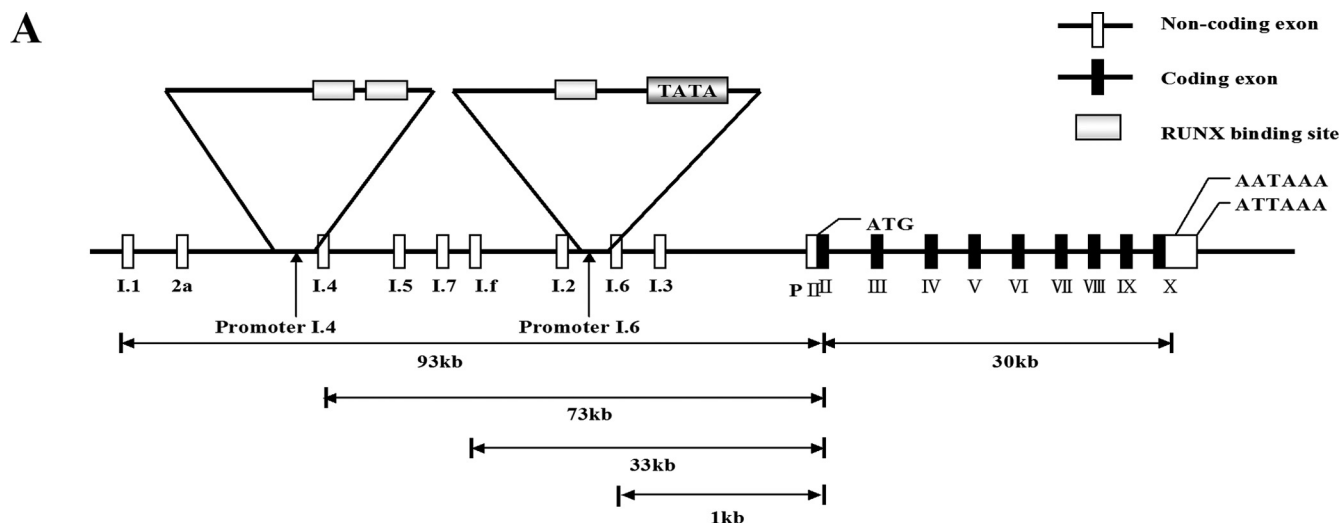 A
Non-coding exon
Coding exon
RUNX binding site
TATA
AATAAA
ATTAAA
ATG
I.1 2a I.4 I.5 I.7 I.f I.2 I.6 I.3 P Ⅱ Ⅱ Ⅲ Ⅳ Ⅴ Ⅵ Ⅶ Ⅷ Ⅸ Ⅹ
Promoter I.4 Promoter I.6
93kb 30kb
73kb
33kb
1kb